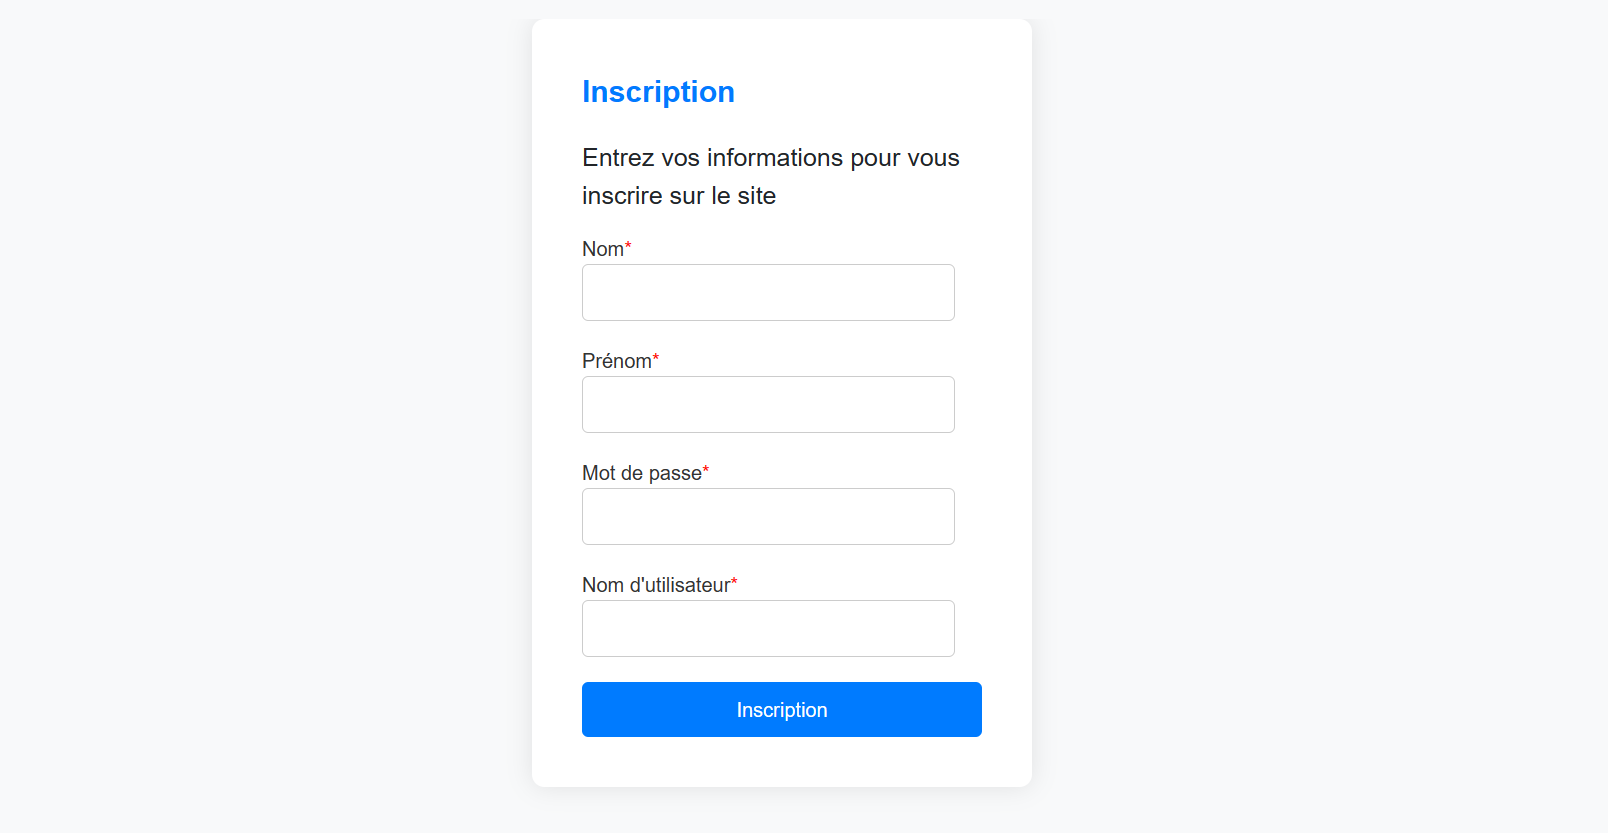 Inscription
Entrez vos informations pour vous
inscrire sur le site
Nom*
Prénom*
Mot de passe*
Nom d'utilisateur*
Inscription